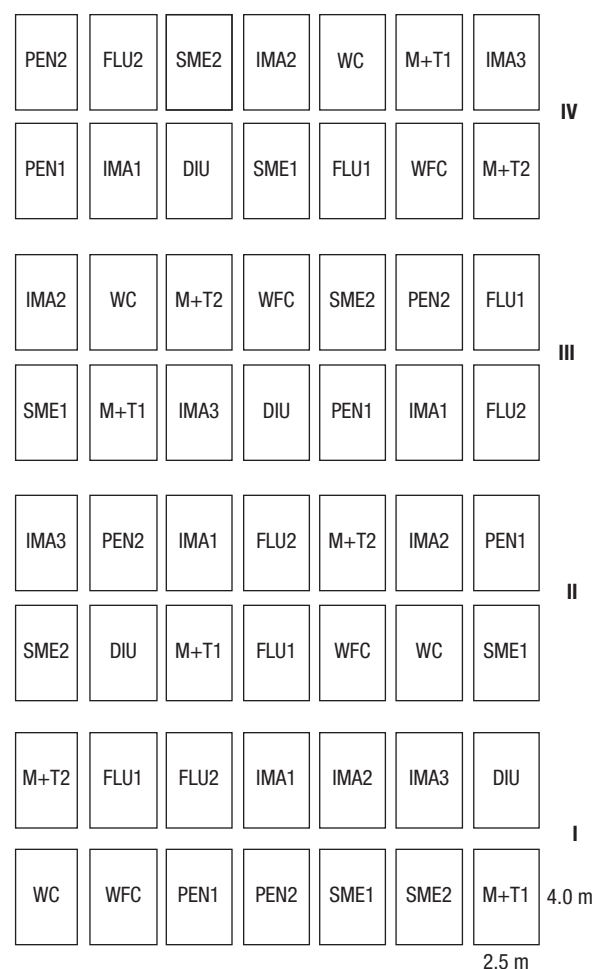 PEN2 FLU2 SME2 IMA2 WC M+T1 IMA3
IV
PEN1 IMA1 DIU SME1 FLU1 WFC M+T2
IMA2 WC M+T2 WFC SME2 PEN2 FLU1
III
SME1 M+T1 IMA3 DIU PEN1 IMA1 FLU2
IMA3 PEN2 IMA1 FLU2 M+T2 IMA2 PEN1
II
SME2 DIU M+T1 FLU1 WFC WC SME1
M+T2 FLU1 FLU2 IMA1 IMA2 IMA3 DIU
I
WC WFC PEN1 PEN2 SME1 SME2 M+T1 4.0 m
2.5 m